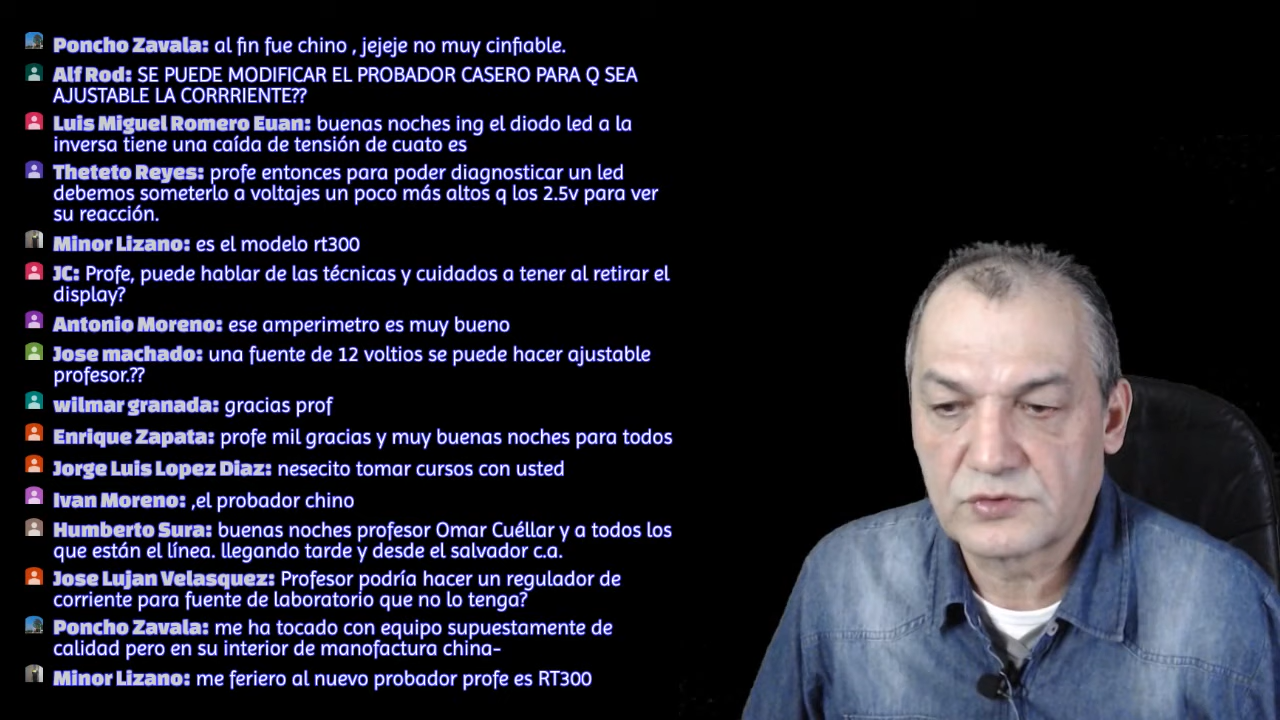 Poncho Zavala: al fin fue chino , jejeje no muy cinfiable.
Alf Rod: SE PUEDE MODIFICAR EL PROBADOR CASERO PARA Q SEA
AJUSTABLE LA CORRRIENTE??
Luis Miguel Romero Euan: buenas noches ing el diodo led a la
inversa tiene una caída de tensión de cuato es
Theteto Reyes: profe entonces para poder diagnosticar un led
debemos someterlo a voltajes un poco más altos q los 2.5v para ver
su reacción.
Minor Lizano: es el modelo rt300
JC: Profe, puede hablar de las técnicas y cuidados a tener al retirar el
display?
Antonio Moreno: ese amperimetro es muy bueno
Jose machado: una fuente de 12 voltios se puede hacer ajustable
profesor.??
wilmar granada: gracias prof
Enrique Zapata: profe mil gracias y muy buenas noches para todos
Jorge Luis Lopez Diaz: nesecito tomar cursos con usted
Ivan Moreno: ,el probador chino
Humberto Sura: buenas noches profesor Omar Cuéllar y a todos los
que están el línea. llegando tarde y desde el salvador c.a.
Jose Lujan Velasquez: Profesor podría hacer un regulador de
corriente para fuente de laboratorio que no lo tenga?
Poncho Zavala: me ha tocado con equipo supuestamente de
calidad pero en su interior de manofactura china-
Minor Lizano: me feriero al nuevo probador profe es RT300